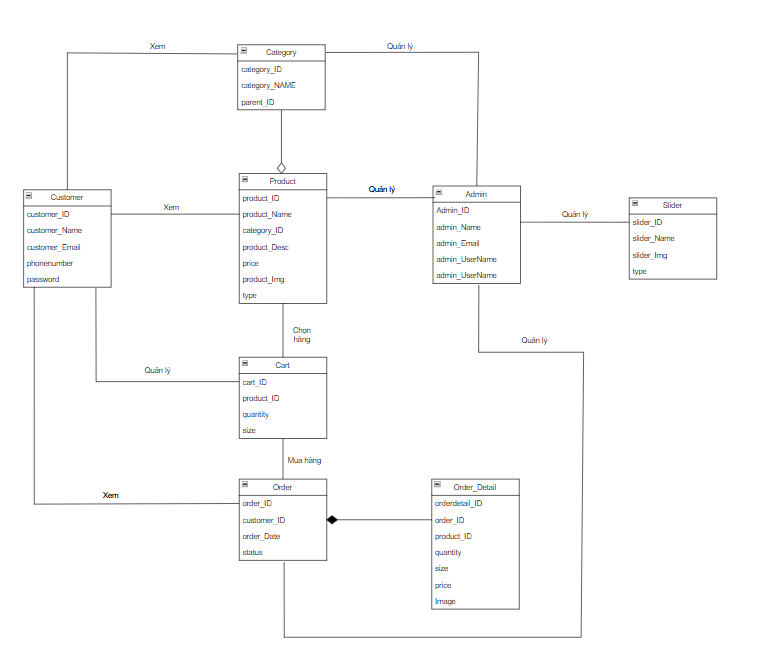 Xem
Quản lý
Category
category_ID
category_NAME
parent_ID
Customer
customer_ID
customer_Name
customer_Email
phonenumber
password
Xem
Product
product_ID
product_Name
category_ID
product_Desc
price
product_Img
type
Quản lý
Admin
Admin_ID
admin_Name
admin_Email
admin_UserName
admin_UserName
Quản lý
Slider
slider_ID
slider_Name
slider_Img
type
Chọn
hàng
Quản lý
Quản lý
Cart
cart_ID
product_ID
quantity
size
Mua hàng
Xem
Order
order_ID
customer_ID
order_Date
status
Order_Detail
orderdetail_ID
order_ID
product_ID
quantity
size
price
Image